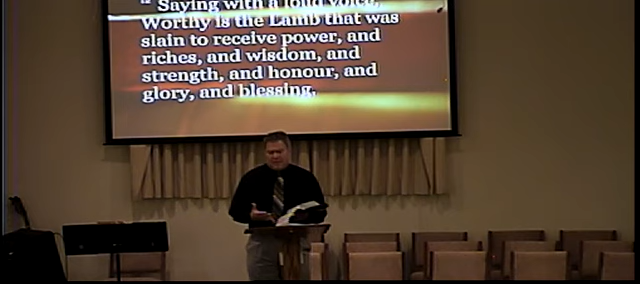 12 Saying with a loud voice,
Worthy is the Lamb that was
slain to receive power, and
riches, and wisdom, and
strength, and honour, and
glory, and blessing.